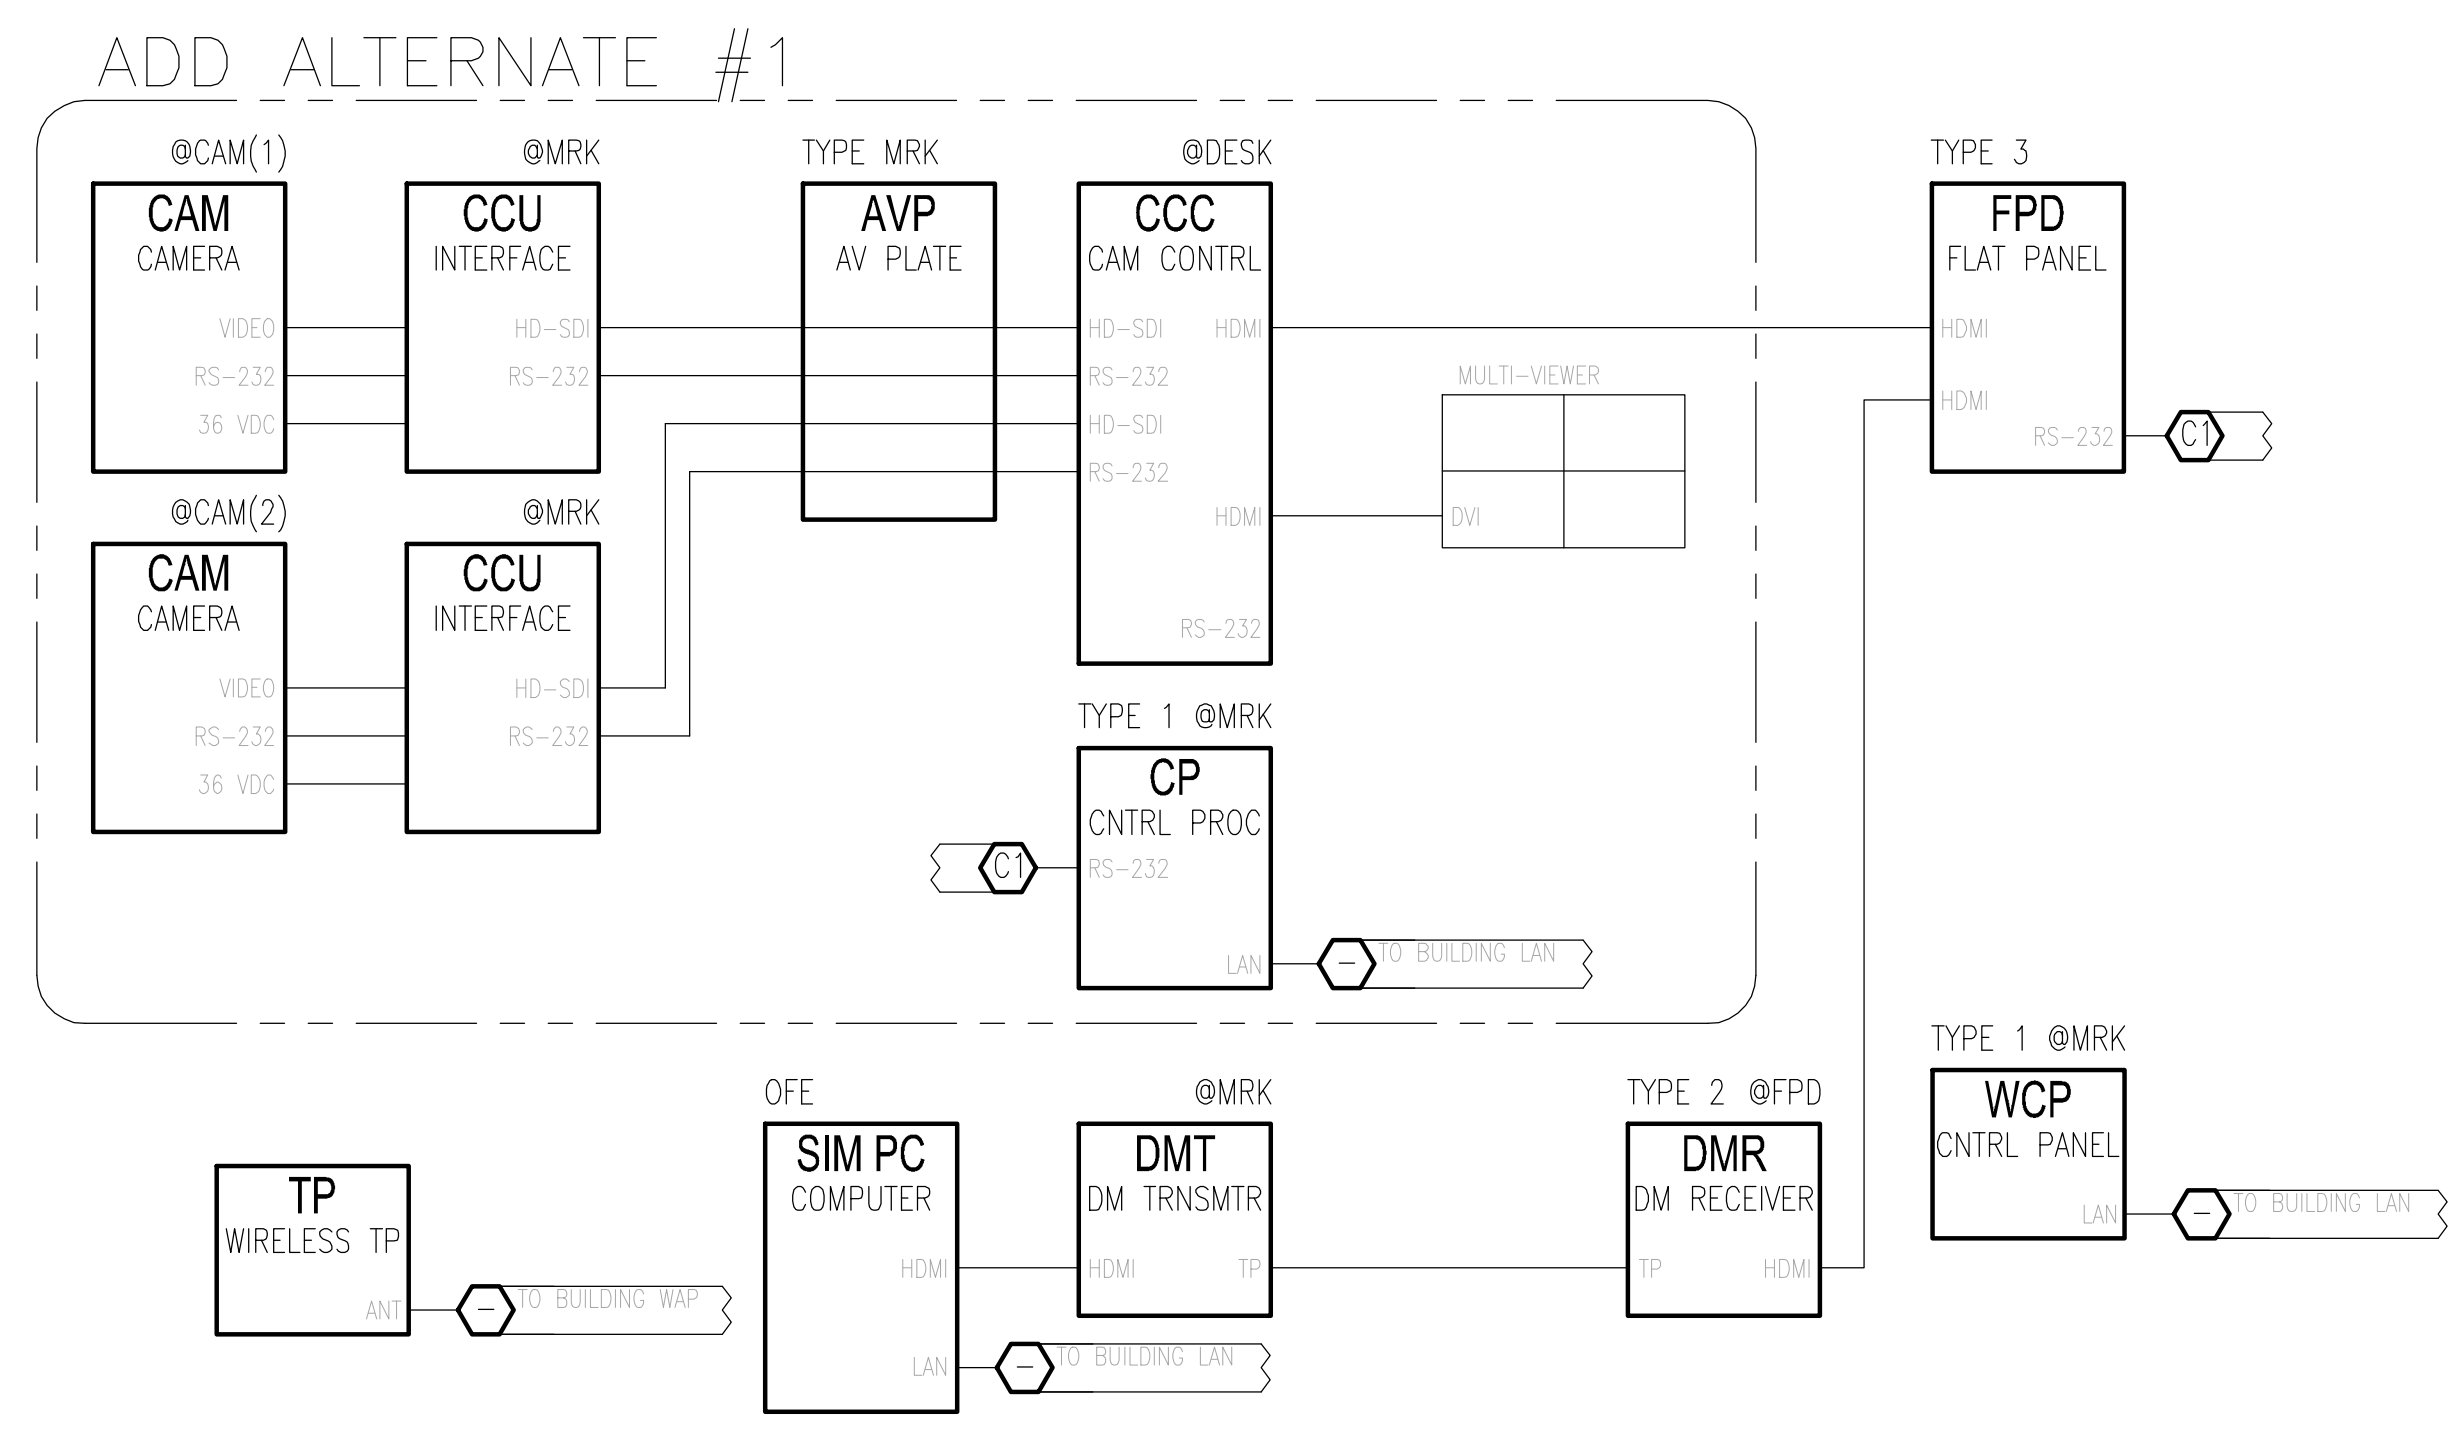 ADD ALTERNATE #1
@CAM(1)
CAM
CAMERA
VIDEO
RS-232
36 VDC
@MRK
CCU
INTERFACE
HD-SDI
RS-232
TYPE MRK
AVP
AV PLATE
@DESK
CCC
CAM CONTRL
HD-SDI
HDMI
RS-232
HD-SDI
RS-232
HDMI
RS-232
MULTI-VIEWER
DVI
TYPE 3
FPD
FLAT PANEL
HDMI
HDMI
RS-232
C1
@CAM(2)
CAM
CAMERA
VIDEO
RS-232
36 VDC
@MRK
CCU
INTERFACE
HD-SDI
RS-232
TYPE 1 @MRK
CP
CNTRL PROC
C1
RS-232
LAN
-
TO BUILDING LAN
TP
WIRELESS TP
ANT
-
TO BUILDING WAP
OFE
SIM PC
COMPUTER
HDMI
LAN
-
TO BUILDING LAN
@MRK
DMT
DM TRNSMTR
HDMI
TP
TYPE 2 @FPD
DMR
DM RECEIVER
TP
HDMI
TYPE 1 @MRK
WCP
CNTRL PANEL
LAN
-
TO BUILDING LAN